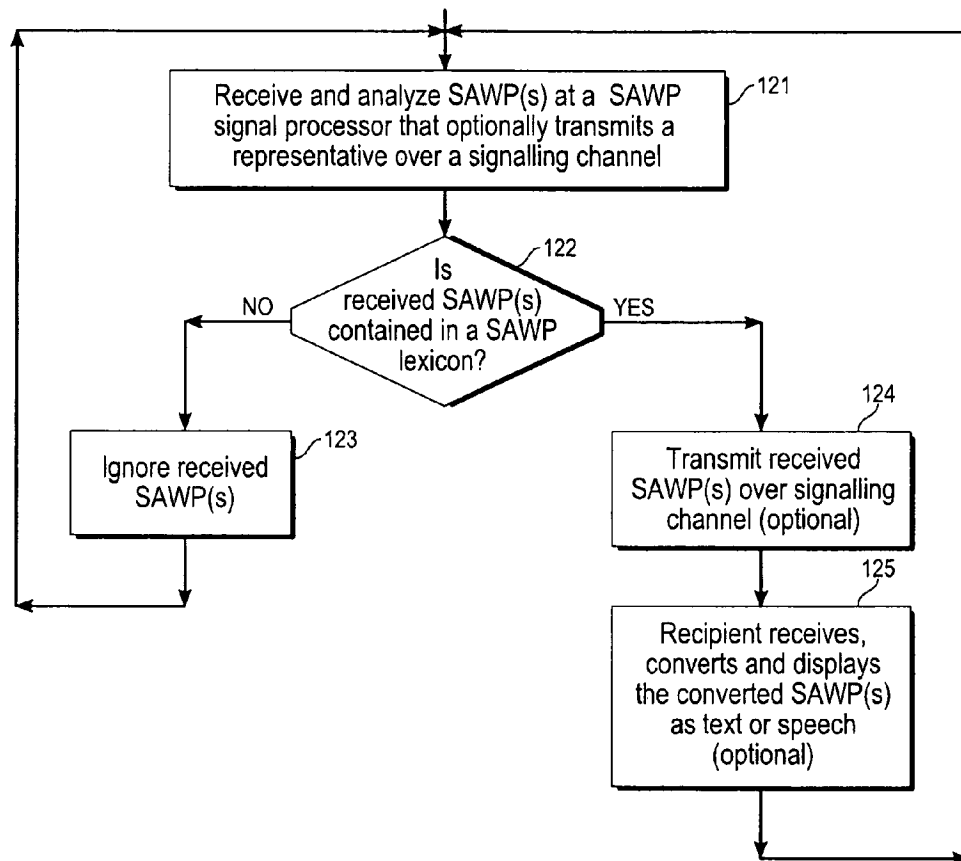 Receive and analyze SAWP(s) at a SAWP
signal processor that optionally transmits a
representative over a signalling channel
121
Is
received SAWP(s)
contained in a SAWP
lexicon?
122
NO
YES
Ignore received
SAWP(s)
123
124
Transmit received
SAWP(s) over signalling
channel (optional)
125
Recipient receives,
converts and displays
the converted SAWP(s)
as text or speech
(optional)